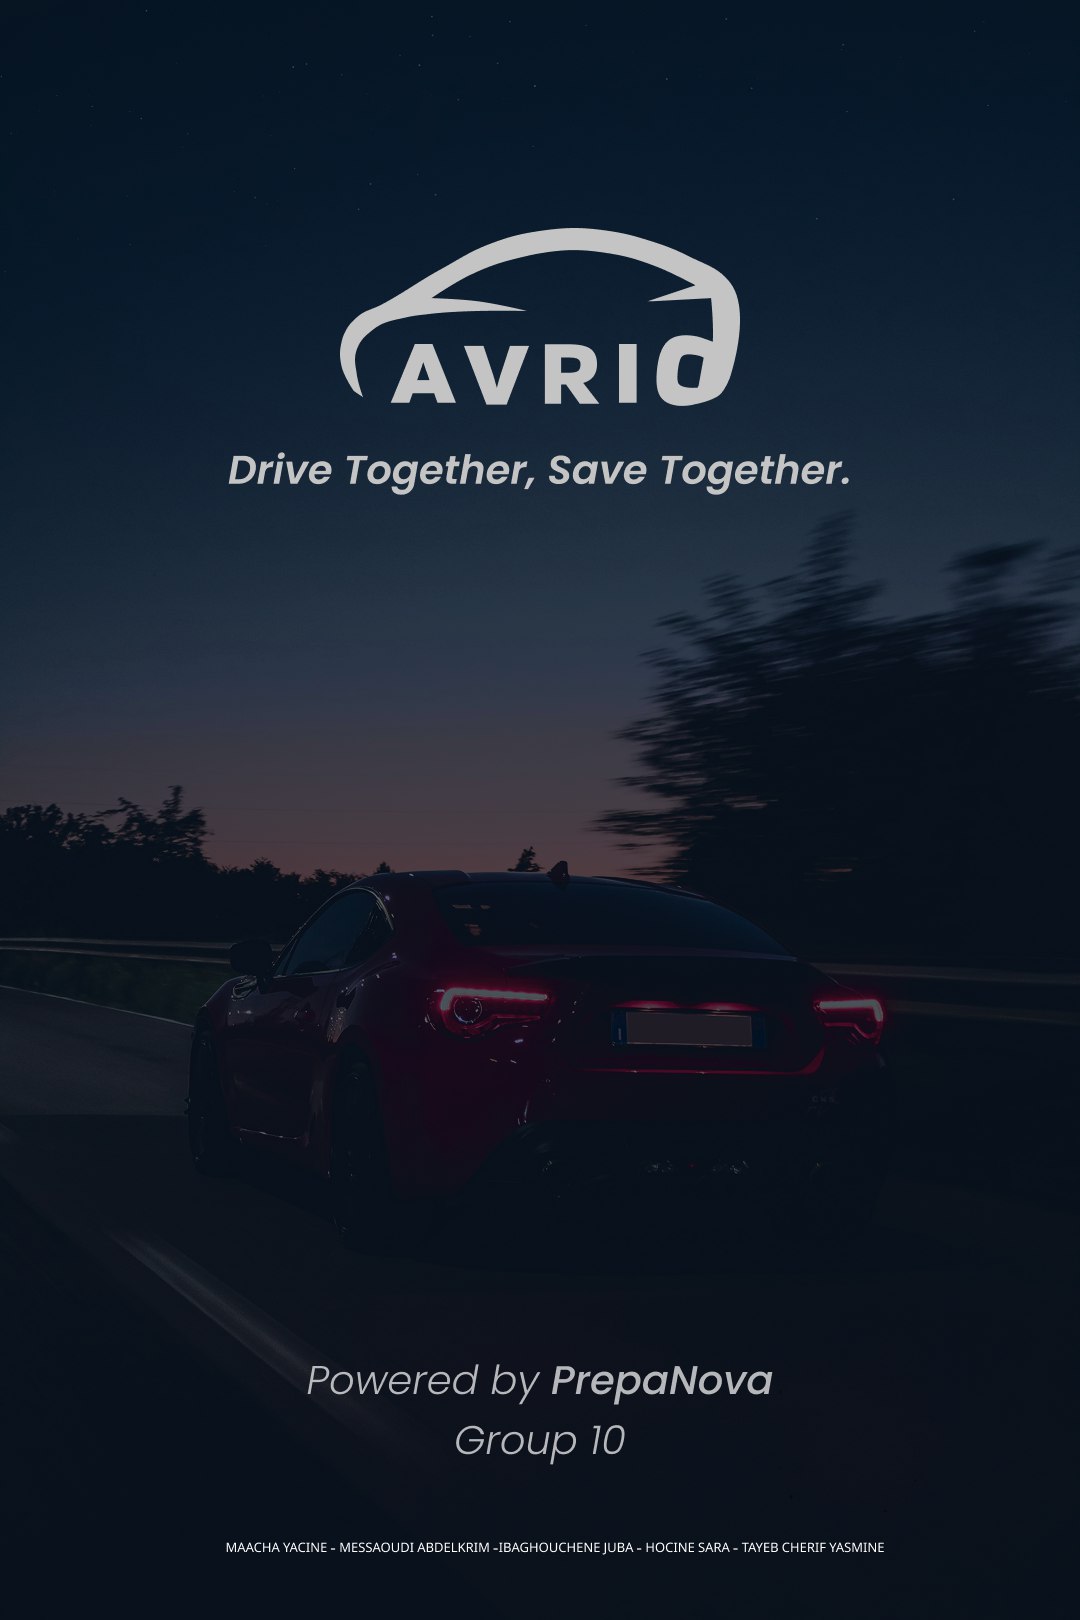 AVRIO
Drive Together, Save Together.
Powered by PrepaNova
Group 10
MAACHA YACINE - MESSAOUDI ABDELKRIM -IBAGHOUCHENE JUBA - HOCINE SARA - TAYEB CHERIF YASMINE